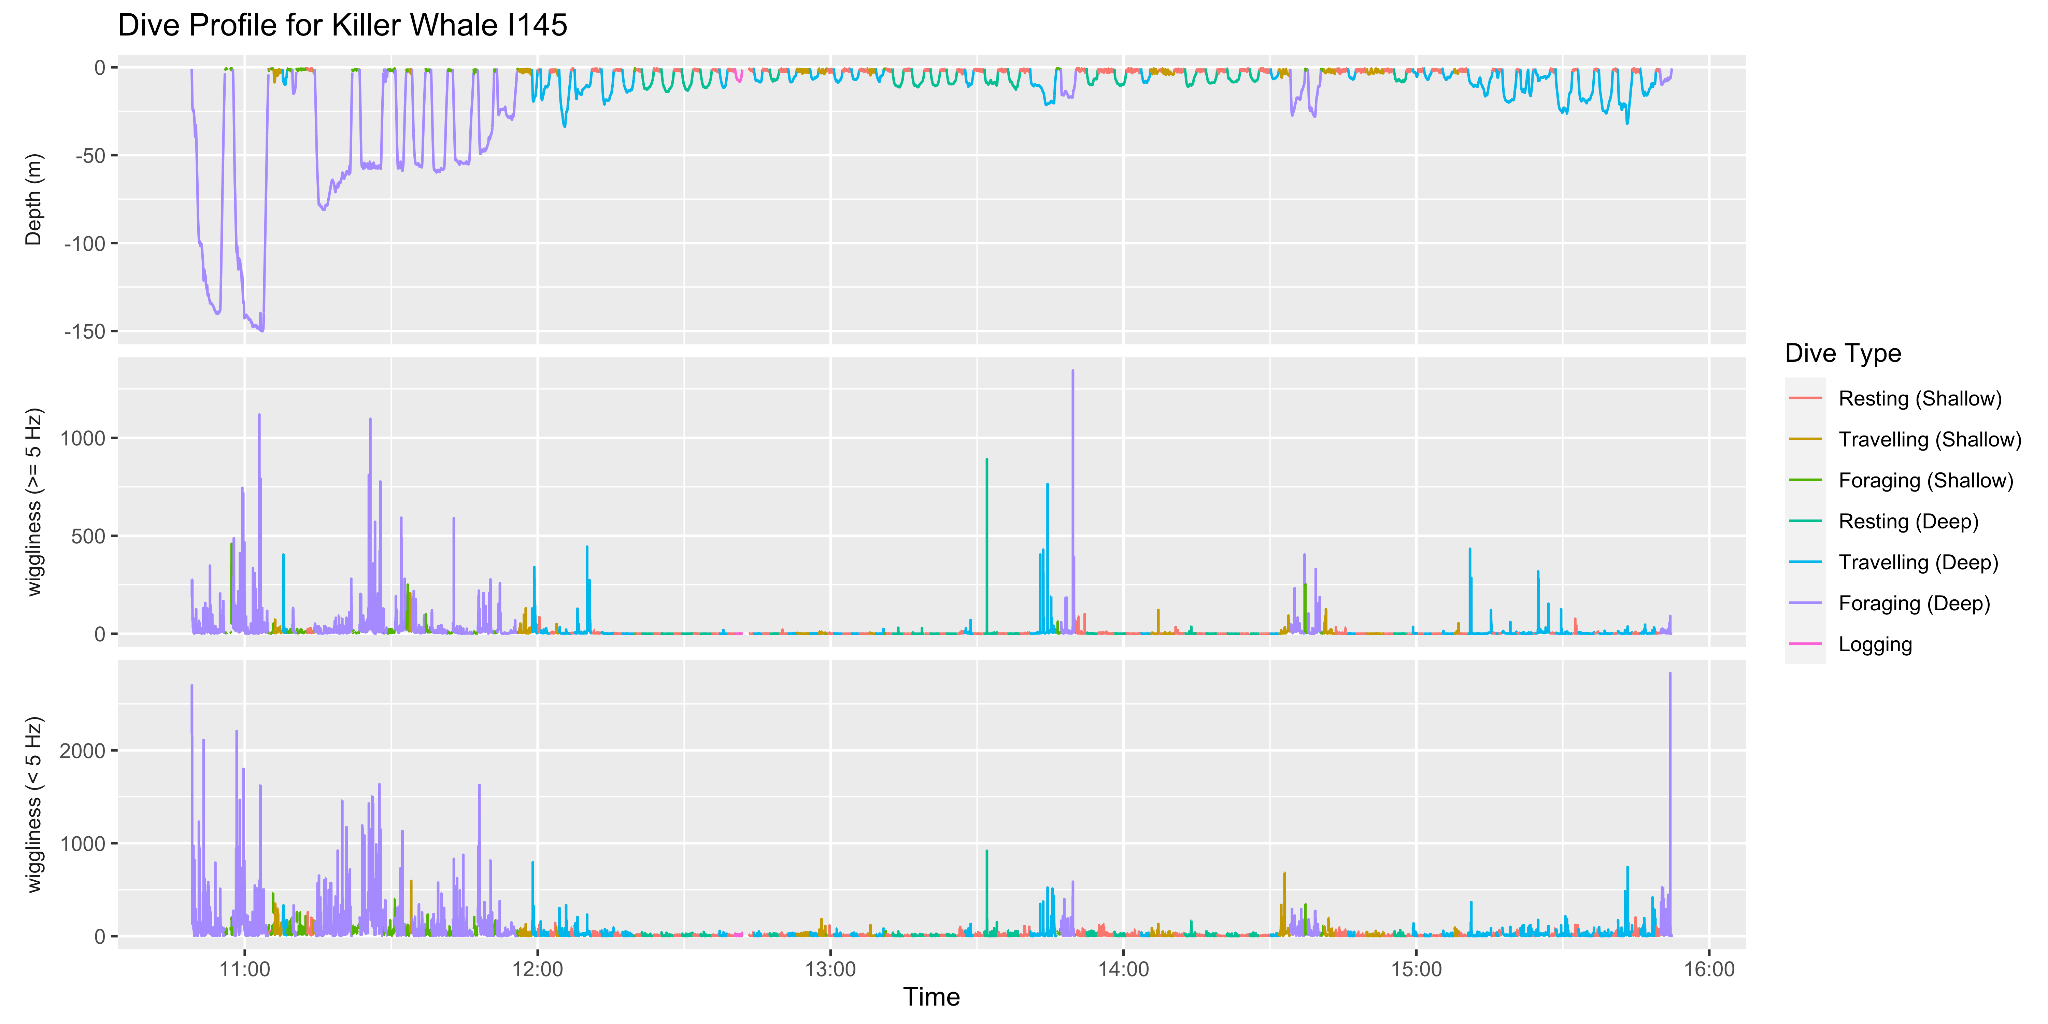 Dive Profile for Killer Whale I145
Depth (m)
0
-50
-100
-150
wiggliness (>= 5 Hz)
1000
500
0
wiggliness (< 5 Hz)
2000
1000
0
11:00 12:00 13:00 14:00 15:00 16:00
Time
Dive Type
Resting (Shallow)
Travelling (Shallow)
Foraging (Shallow)
Resting (Deep)
Travelling (Deep)
Foraging (Deep)
Logging